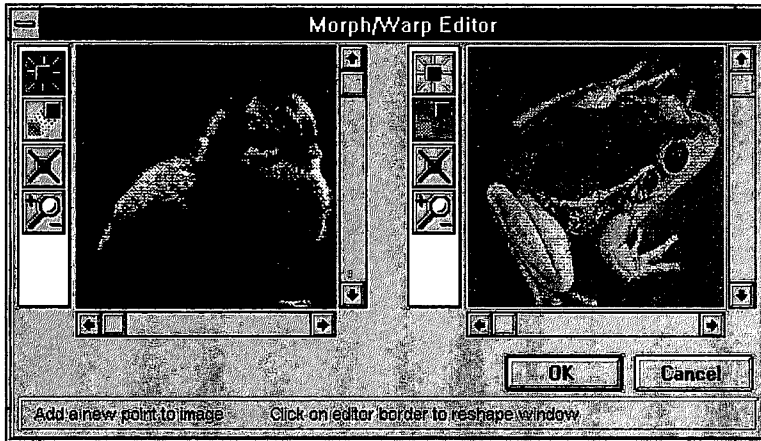 Morph/Warp Editor
OK Cancel
Add a new point to image Click on editor border to reshape window